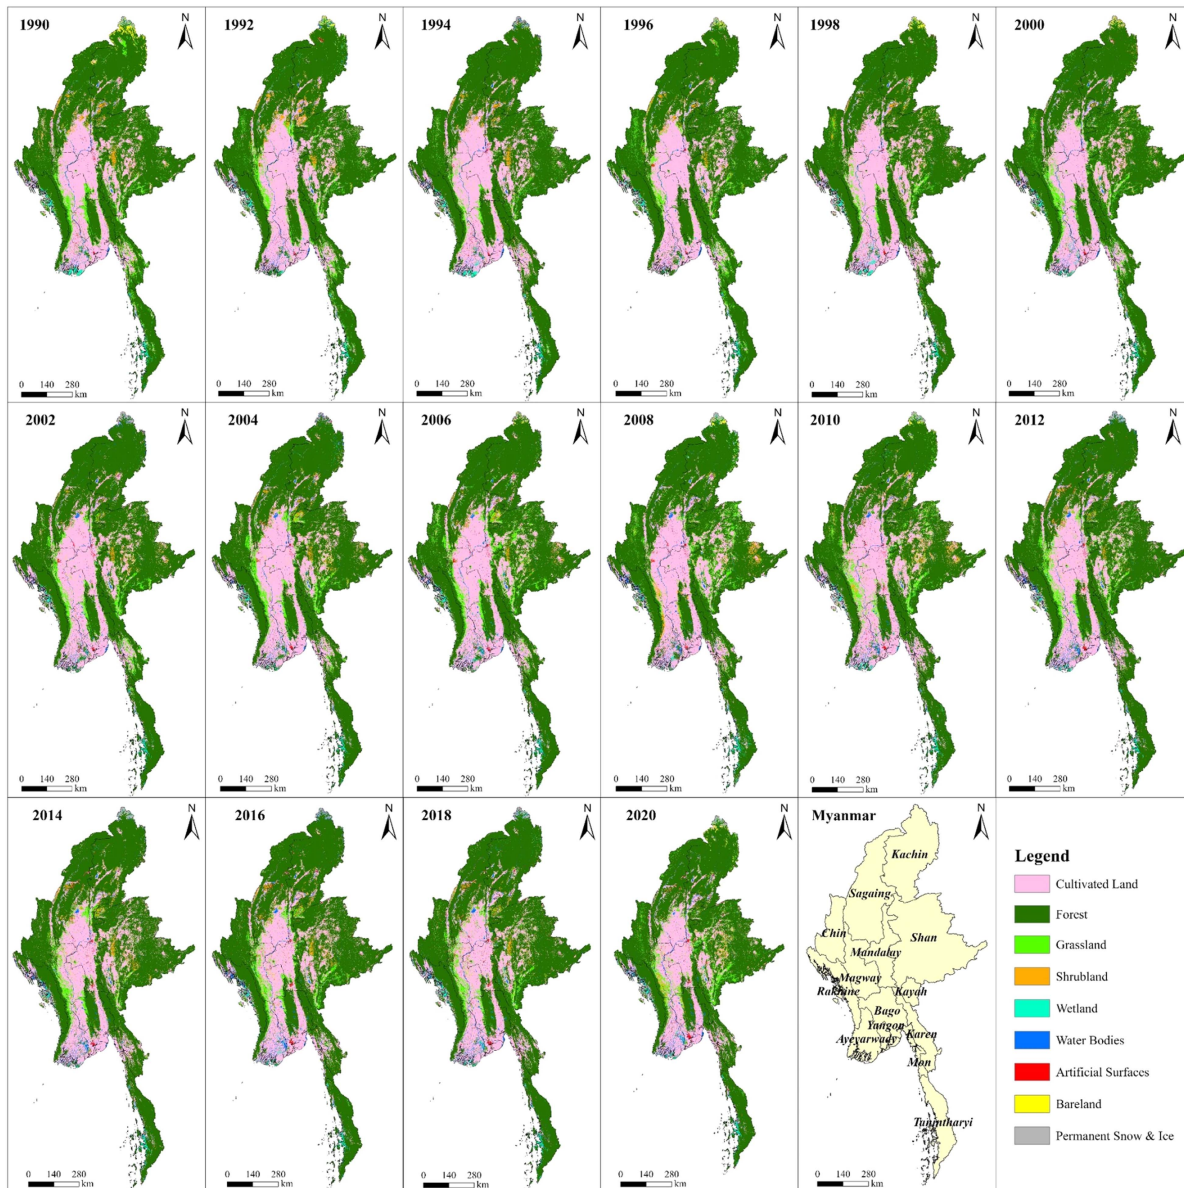 1990
N
0 140 280
km
1992
N
0 140 280
km
1994
N
0 140 280
km
1996
N
0 140 280
km
1998
N
0 140 280
km
2000
N
0 140 280
km
2002
N
0 140 280
km
2004
N
0 140 280
km
2006
N
0 140 280
km
2008
N
0 140 280
km
2010
N
0 140 280
km
2012
N
0 140 280
km
2014
N
0 140 280
km
2016
N
0 140 280
km
2018
N
0 140 280
km
2020
N
0 140 280
km
Myanmar
N
Kachin
Sagaing
Chin
Shan
Mandalay
Magway
Rakhine
Kayah
Bago
Yangon
Ayeyarwady
Karen
Mon
Tanintharyi
0 140 280
km
Legend
Cultivated Land
Forest
Grassland
Shrubland
Wetland
Water Bodies
Artificial Surfaces
Bareland
Permanent Snow & Ice